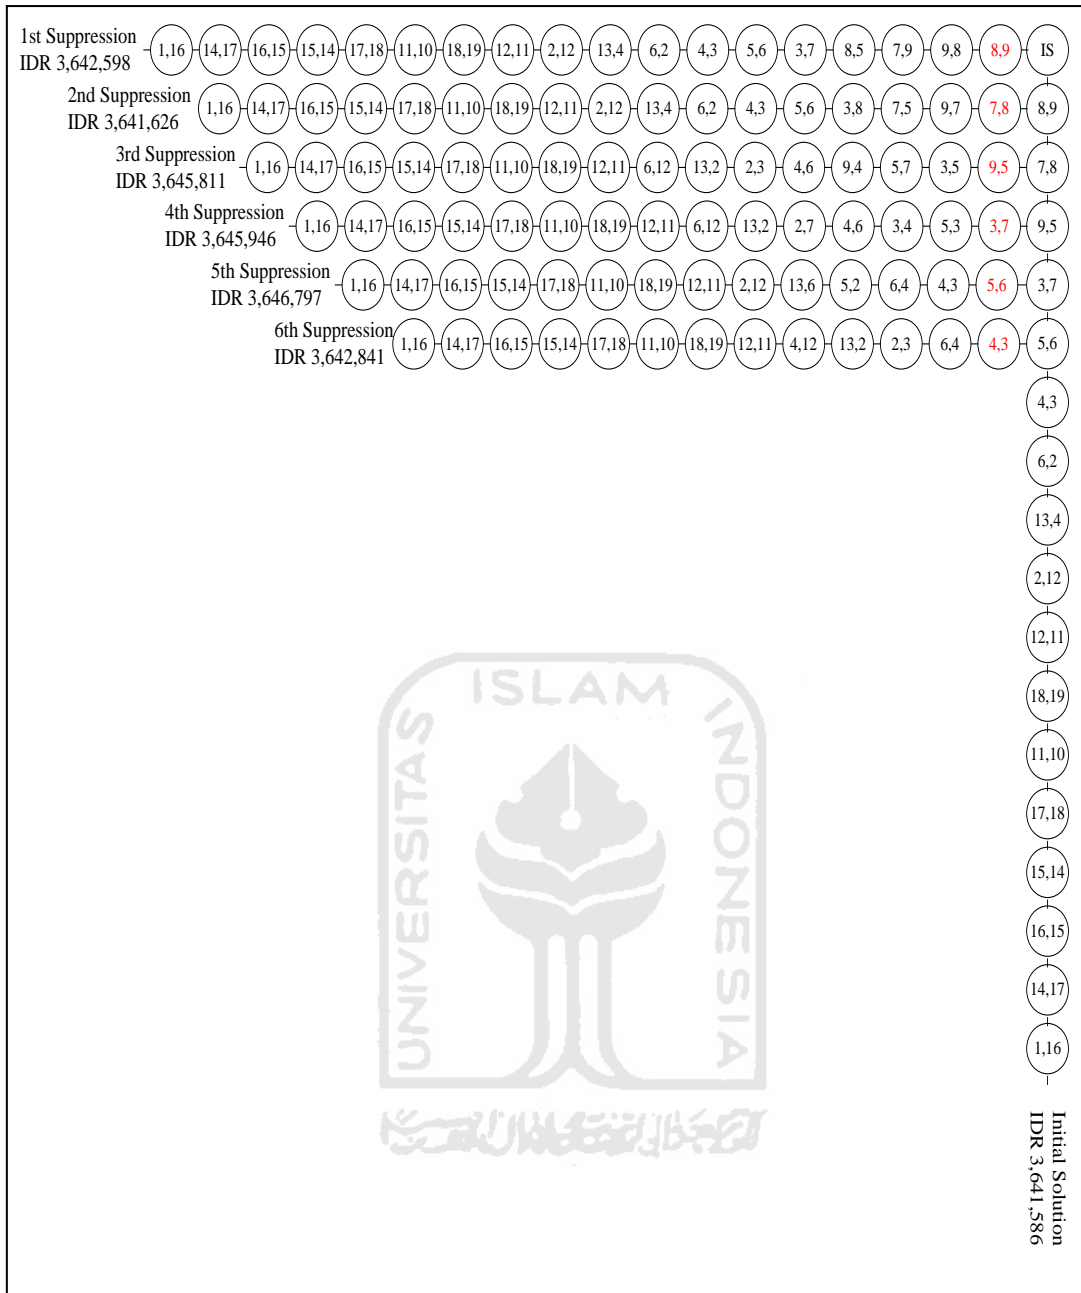 1st Suppression
IDR 3,642,598
1,16 14,17 16,15 15,14 17,18 11,10 18,19 12,11 2,12 13,4 6,2 4,3 5,6 3,7 8,5 7,9 9,8 8,9 IS
2nd Suppression
IDR 3,641,626
1,16 14,17 16,15 15,14 17,18 11,10 18,19 12,11 2,12 13,4 6,2 4,3 5,6 3,8 7,5 9,7 7,8 8,9
3rd Suppression
IDR 3,645,811
1,16 14,17 16,15 15,14 17,18 11,10 18,19 12,11 6,12 13,2 2,3 4,6 9,4 5,7 3,5 9,5 7,8
4th Suppression
IDR 3,645,946
1,16 14,17 16,15 15,14 17,18 11,10 18,19 12,11 6,12 13,2 2,7 4,6 3,4 5,3 3,7 9,5
5th Suppression
IDR 3,646,797
1,16 14,17 16,15 15,14 17,18 11,10 18,19 12,11 2,12 13,6 5,2 6,4 4,3 5,6 3,7
6th Suppression
IDR 3,642,841
1,16 14,17 16,15 15,14 17,18 11,10 18,19 12,11 4,12 13,2 2,3 6,4 4,3 5,6
4,3
6,2
13,4
2,12
12,11
18,19
11,10
17,18
15,14
16,15
14,17
1,16
Initial Solution
IDR 3,641,586
UNIVERSITAS
ISLAM
INDONESIA